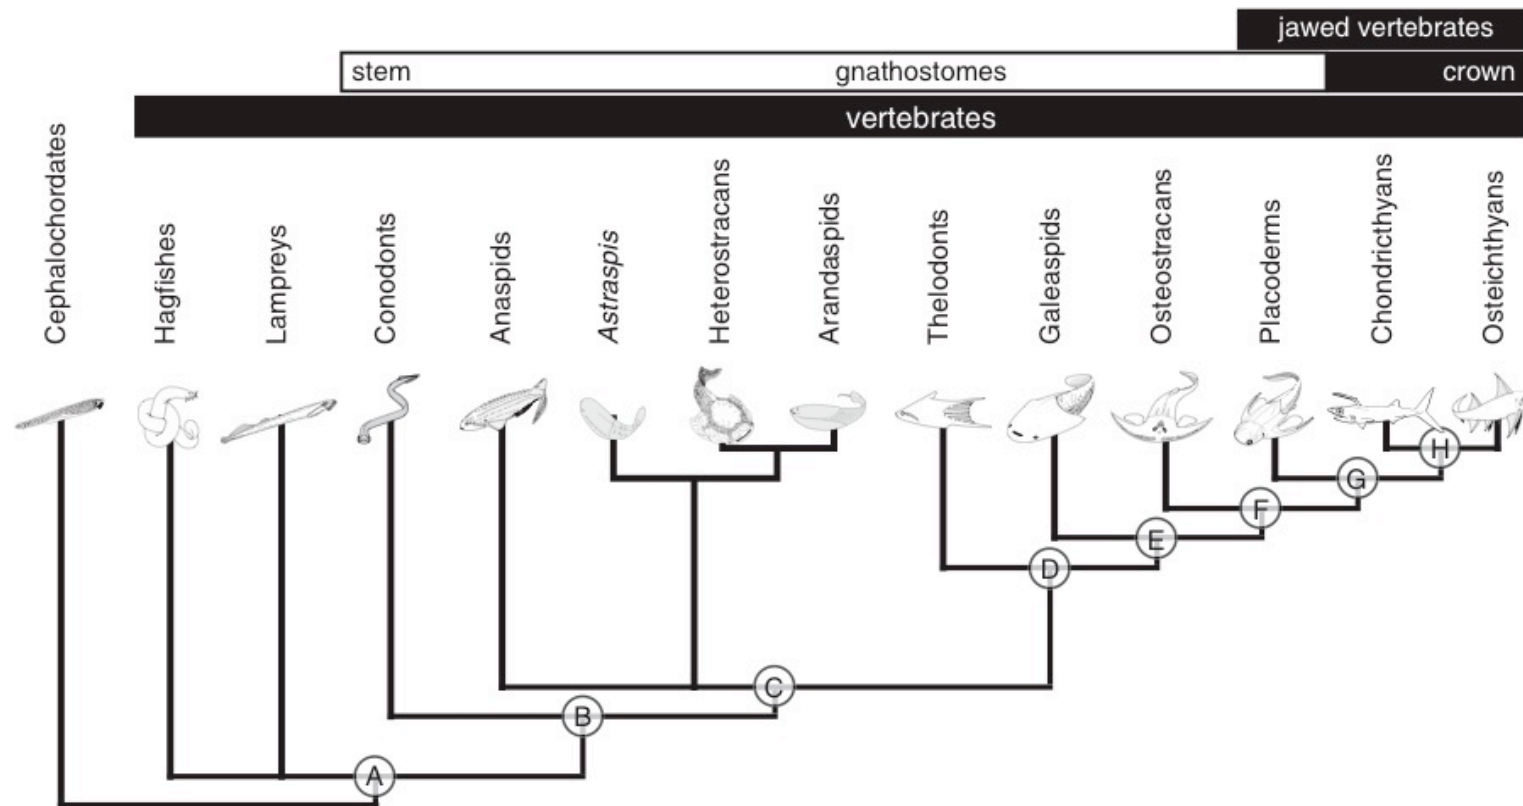 jawed vertebrates
stem gnathostomes crown
vertebrates
Cephalochordates
Hagfishes
Lampreys
Conodonts
Anaspids
Astraspis
Heterostracans
Arandaspids
Thelodonts
Galeaspids
Osteostracans
Placoderms
Chondricthyans
Osteichthyans
H
G
F
E
D
C
B
A